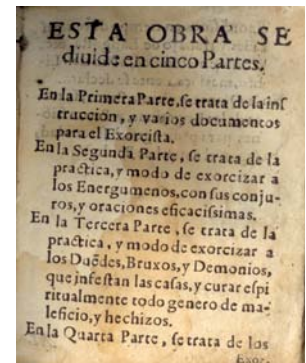 ESTA OBRA SE
diuide en cinco Partes.
En la Primera Parte, se trata de la inſ
truccion, y varios documentos
para el Exorciſta.
En la Segunda Parte, ſe trata de la
practica, y modo de exorcizar a
los Energumenos, con ſus conju-
ros, y oraciones eficaciſsimas.
En la Tercera Parte, ſe trata de la
practica, y modo de exorcizar a
los Duẽdes, Bruxos, y Demonios,
que infeſtan las caſas, y curar eſpi
ritualmente todo genero de ma-
leficio, y hechizos.
En la Quarta Parte, ſe trata de los
Exor-